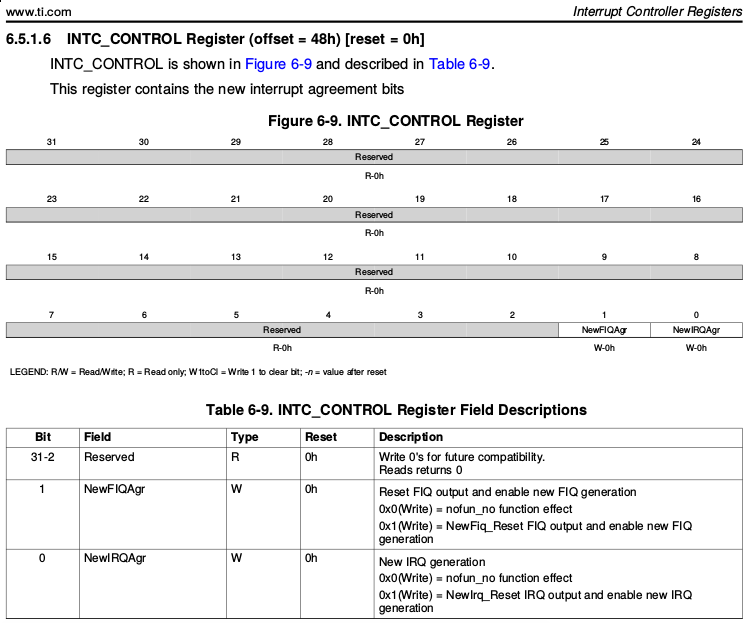 www.ti.com Interrupt Controller Registers
6.5.1.6 INTC_CONTROL Register (offset = 48h) [reset = 0h]
INTC_CONTROL is shown in Figure 6-9 and described in Table 6-9.
This register contains the new interrupt agreement bits
Figure 6-9. INTC_CONTROL Register
31 30 29 28 27 26 25 24
Reserved
R-0h
23 22 21 20 19 18 17 16
Reserved
R-0h
15 14 13 12 11 10 9 8
Reserved
R-0h
7 6 5 4 3 2 1 0
Reserved NewFIQAgr NewIRQAgr
R-0h W-0h W-0h
LEGEND: R/W = Read/Write; R = Read only; W1toCl = Write 1 to clear bit; -n = value after reset
Table 6-9. INTC_CONTROL Register Field Descriptions
Bit Field Type Reset Description
31-2 Reserved R 0h Write 0's for future compatibility.
Reads returns 0
1 NewFIQAgr W 0h Reset FIQ output and enable new FIQ generation
0x0(Write) = nofun_no function effect
0x1(Write) = NewFiq_Reset FIQ output and enable new FIQ
generation
0 NewIRQAgr W 0h New IRQ generation
0x0(Write) = nofun_no function effect
0x1(Write) = NewIrq_Reset IRQ output and enable new IRQ
generation